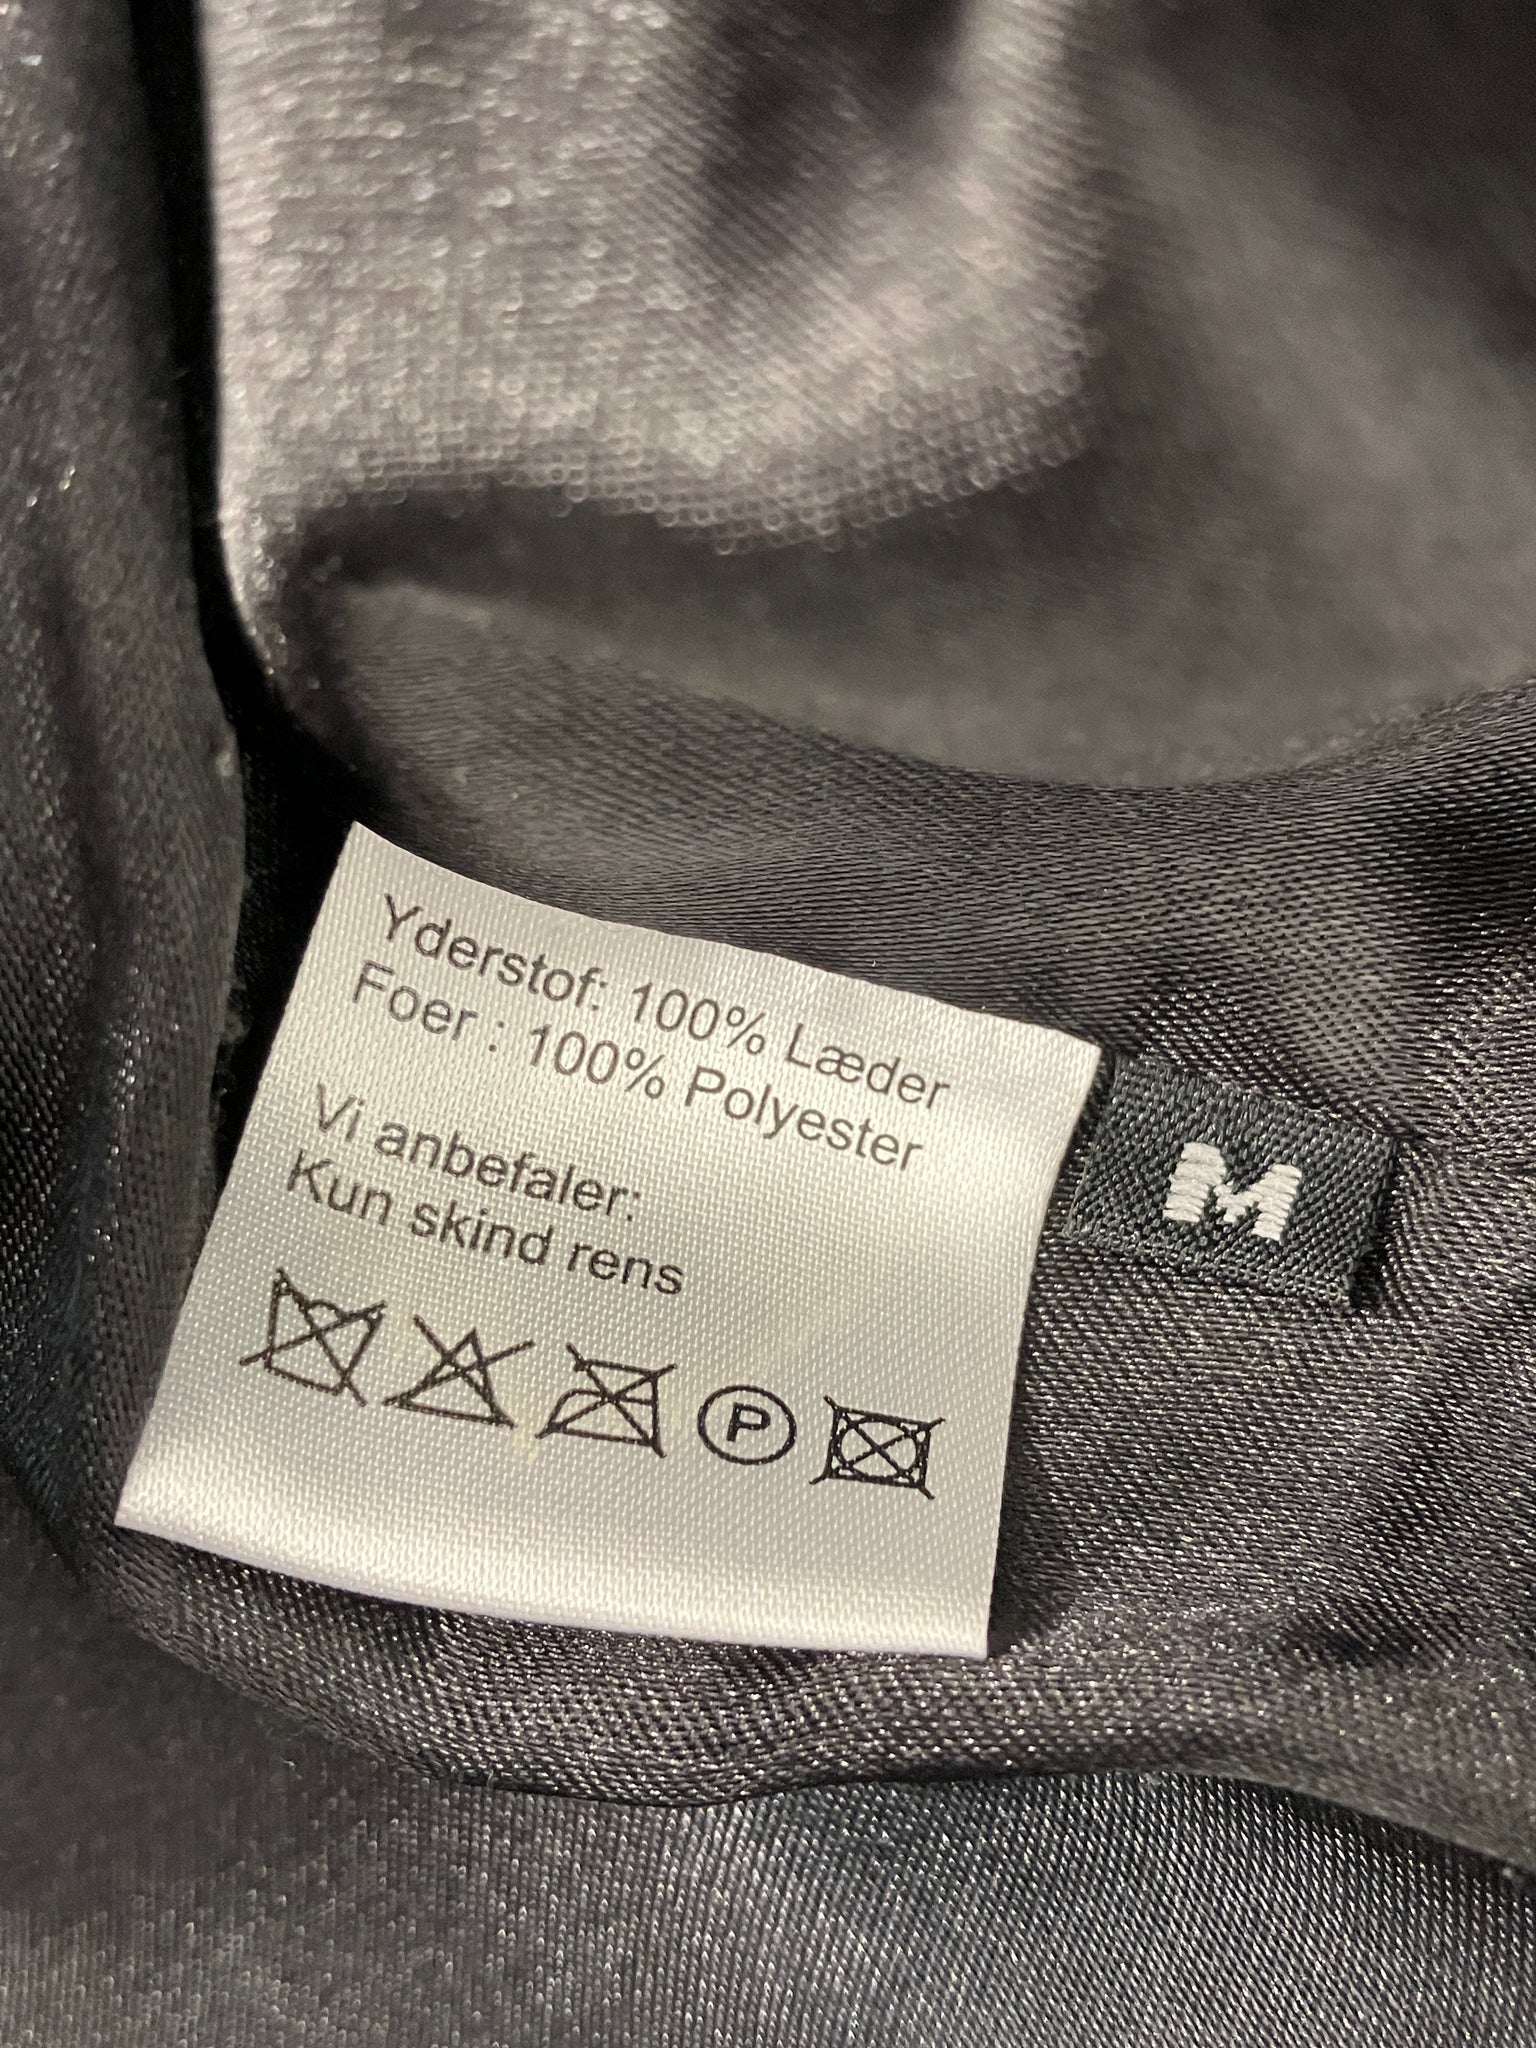 Yderstof: 100% Læder
Foer : 100% Polyester
Vi anbefaler:
Kun skind rens
P
M